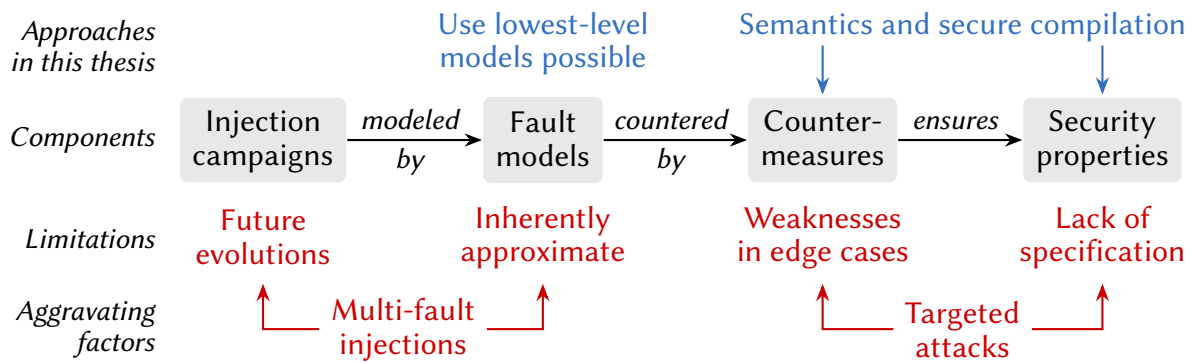 Approaches
in this thesis
Use lowest-level
models possible
Semantics and secure compilation
Components
Injection
campaigns
modeled
by
Fault
models
countered
by
Counter-
measures
ensures
Security
properties
Limitations
Future
evolutions
Inherently
approximate
Weaknesses
in edge cases
Lack of
specification
Aggravating
factors
Multi-fault
injections
Targeted
attacks